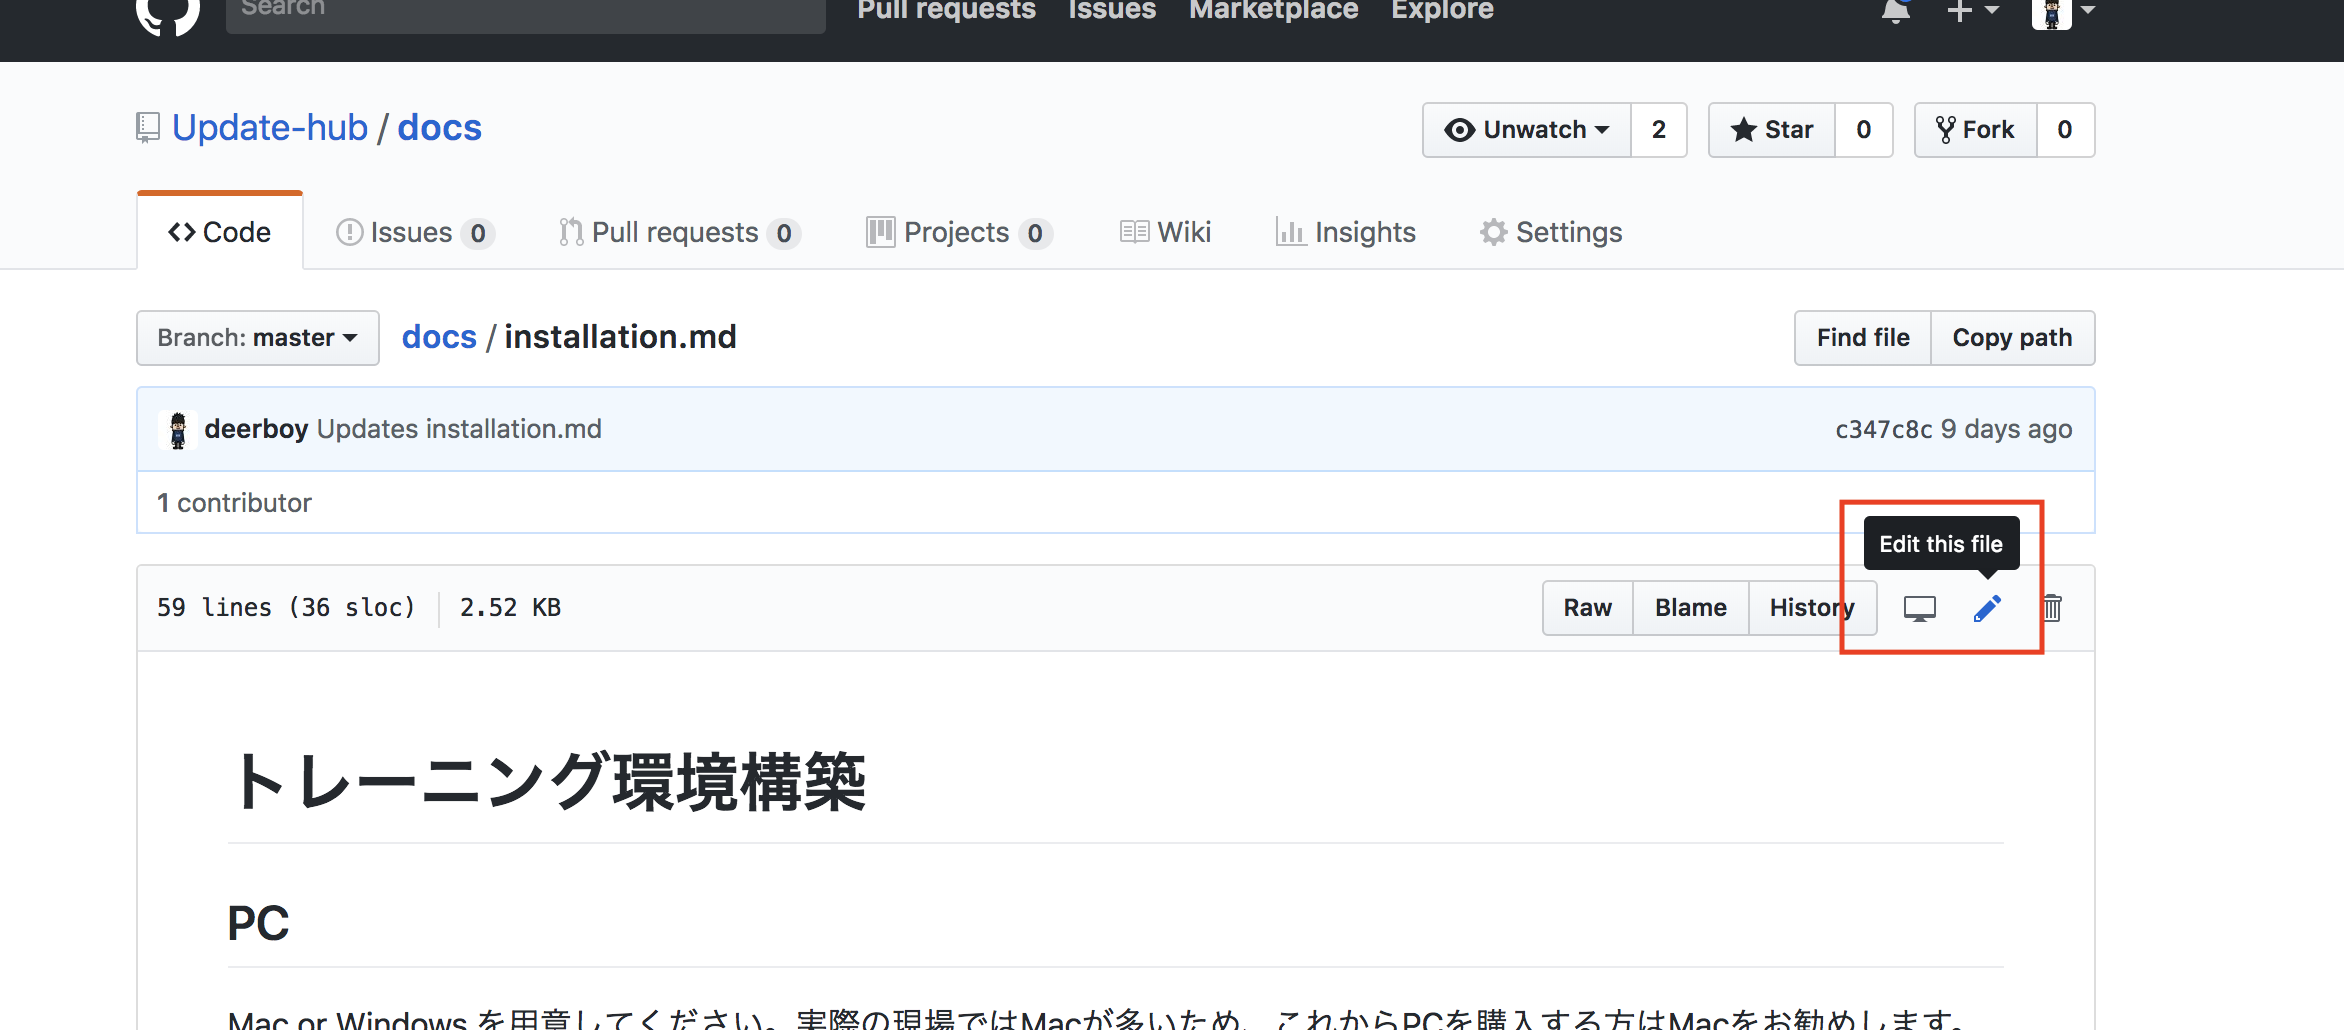 Search Pull requests Issues Marketplace Explore
Update-hub / docs
Unwatch 2 Star 0 Fork 0
Code Issues 0 Pull requests 0 Projects 0 Wiki Insights Settings
Branch: master docs / installation.md Find file Copy path
deerboy Updates installation.md c347c8c 9 days ago
1 contributor
Edit this file
59 lines (36 sloc) 2.52 KB Raw Blame History
トレーニング環境構築
PC
Mac or Windows を用意してください。実際の現場ではMacが多いため、これからPCを購入する方はMacをお勧めします。